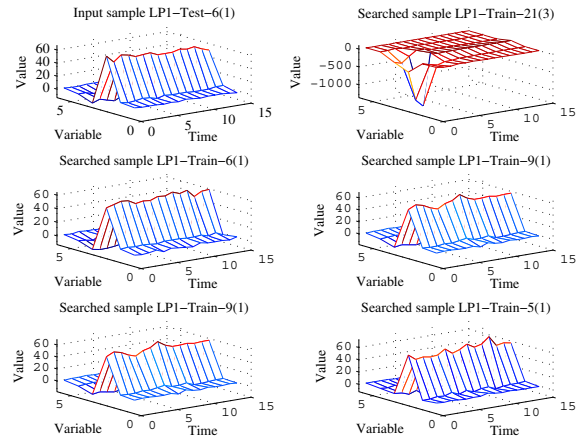 Input sample LP1−Test−6(1)
60
40
20
0
Value
5
0
Variable
0
5
10
15
Time
Searched sample LP1−Train−21(3)
0
−500
−1000
Value
5
0
Variable
0
5
10
15
Time
Searched sample LP1−Train−6(1)
60
40
20
0
Value
5
0
Variable
0
5
10
15
Time
Searched sample LP1−Train−9(1)
60
40
20
0
Value
5
0
Variable
0
5
10
15
Time
Searched sample LP1−Train−9(1)
60
40
20
0
Value
5
0
Variable
0
5
10
15
Time
Searched sample LP1−Train−5(1)
60
40
20
0
Value
5
0
Variable
0
5
10
15
Time